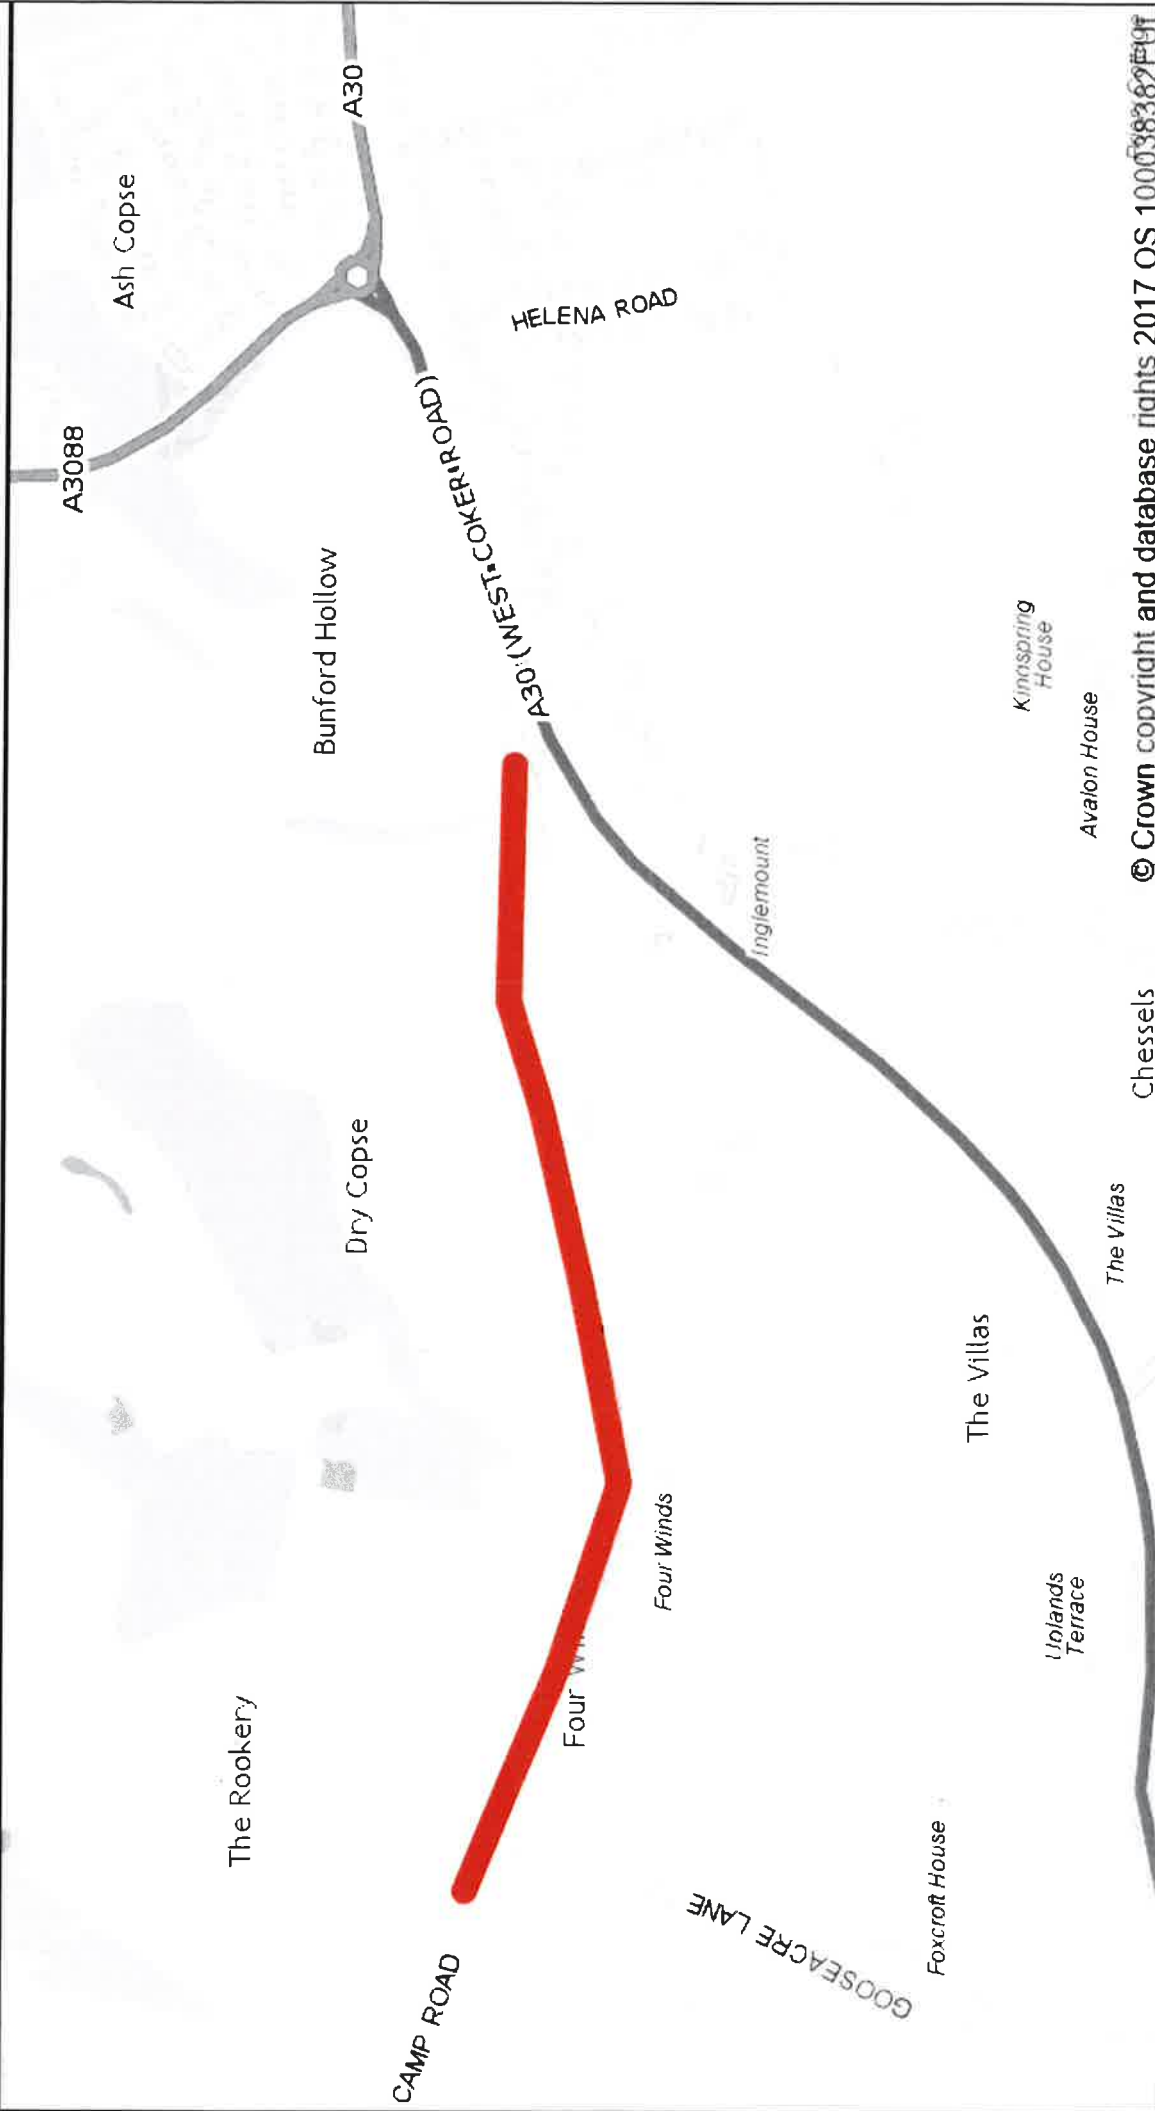 A30
Ash Copse
A3088
HELENA ROAD
A30 (WEST COKER ROAD)
Bunford Hollow
Kingspring
House
Avalon House
Inglemount
Dry Copse
Chessels
The Villas
The Villas
Four Winds
Four
The Rookery
Uplands
Terrace
CAMP ROAD
GOOSEACRE LANE
Foxcroft House
© Crown copyright and database rights 2017 OS